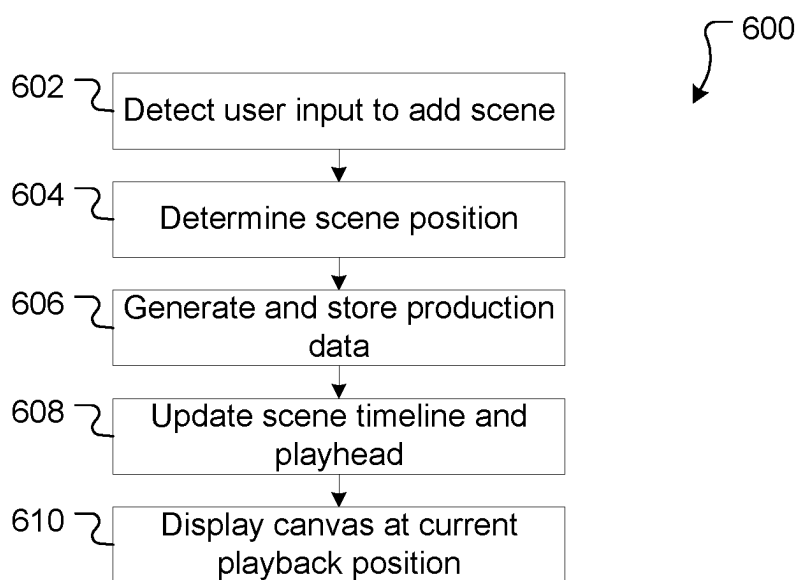 600
602
Detect user input to add scene
604
Determine scene position
606
Generate and store production
data
608
Update scene timeline and
playhead
610
Display canvas at current
playback position